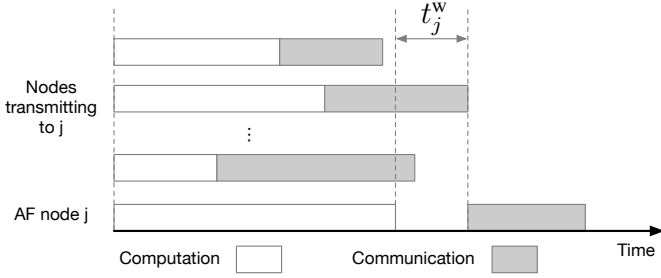 t_j^w
Nodes
transmitting
to j
⋮
AF node j
Time
Computation
Communication